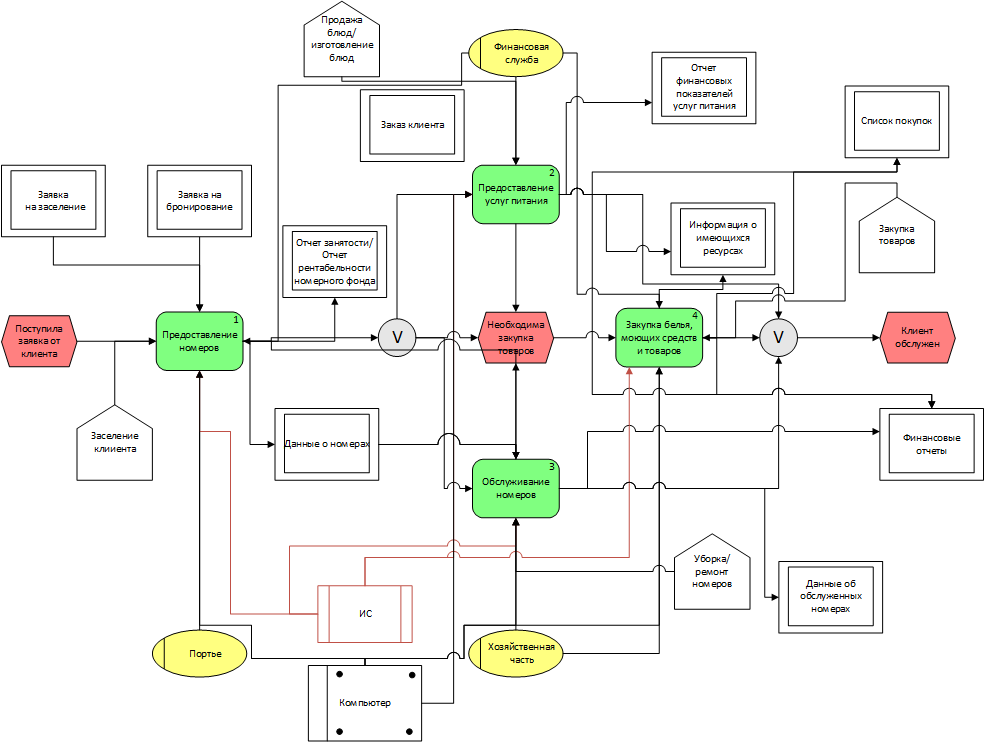 Продажа
блюд/
изготовление
блюд
Финансовая
служба
Отчет
финансовых
показателей
услуг питания
Заказ клиента
Список покупок
Заявка
на заселение
Заявка на
бронирование
2
Предоставление
услуг питания
Отчет занятости/
Отчет
рентабельности
номерного фонда
Информация о
имеющихся
ресурсах
Закупка
товаров
Поступила
заявка от
клиента
1
Предоставление
номеров
V
Необходима
закупка
товаров
4
Закупка белья,
моющих средств
и товаров
V
Клиент
обслужен
Заселение
клииента
Данные о номерах
Финансовые
отчеты
3
Обслуживание
номеров
Уборка/
ремонт
номеров
Данные об
обслуженных
номерах
ИС
Портье
Хозяйственная
часть
Компьютер